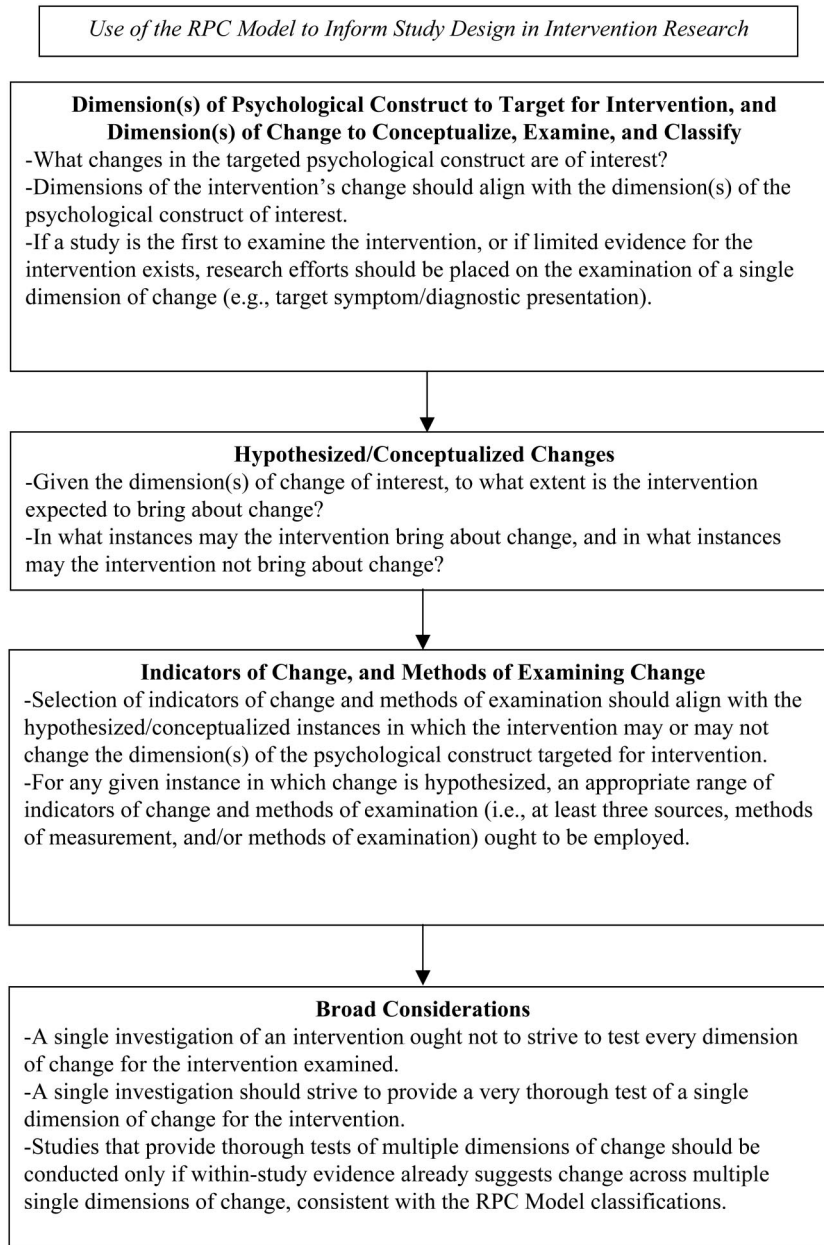 Use of the RPC Model to Inform Study Design in Intervention Research
Dimension(s) of Psychological Construct to Target for Intervention, and
Dimension(s) of Change to Conceptualize, Examine, and Classify
-What changes in the targeted psychological construct are of interest?
-Dimensions of the intervention’s change should align with the dimension(s) of the
psychological construct of interest.
-If a study is the first to examine the intervention, or if limited evidence for the
intervention exists, research efforts should be placed on the examination of a single
dimension of change (e.g., target symptom/diagnostic presentation).
Hypothesized/Conceptualized Changes
-Given the dimension(s) of change of interest, to what extent is the intervention
expected to bring about change?
-In what instances may the intervention bring about change, and in what instances
may the intervention not bring about change?
Indicators of Change, and Methods of Examining Change
-Selection of indicators of change and methods of examination should align with the
hypothesized/conceptualized instances in which the intervention may or may not
change the dimension(s) of the psychological construct targeted for intervention.
-For any given instance in which change is hypothesized, an appropriate range of
indicators of change and methods of examination (i.e., at least three sources, methods
of measurement, and/or methods of examination) ought to be employed.
Broad Considerations
-A single investigation of an intervention ought not to strive to test every dimension
of change for the intervention examined.
-A single investigation should strive to provide a very thorough test of a single
dimension of change for the intervention.
-Studies that provide thorough tests of multiple dimensions of change should be
conducted only if within-study evidence already suggests change across multiple
single dimensions of change, consistent with the RPC Model classifications.